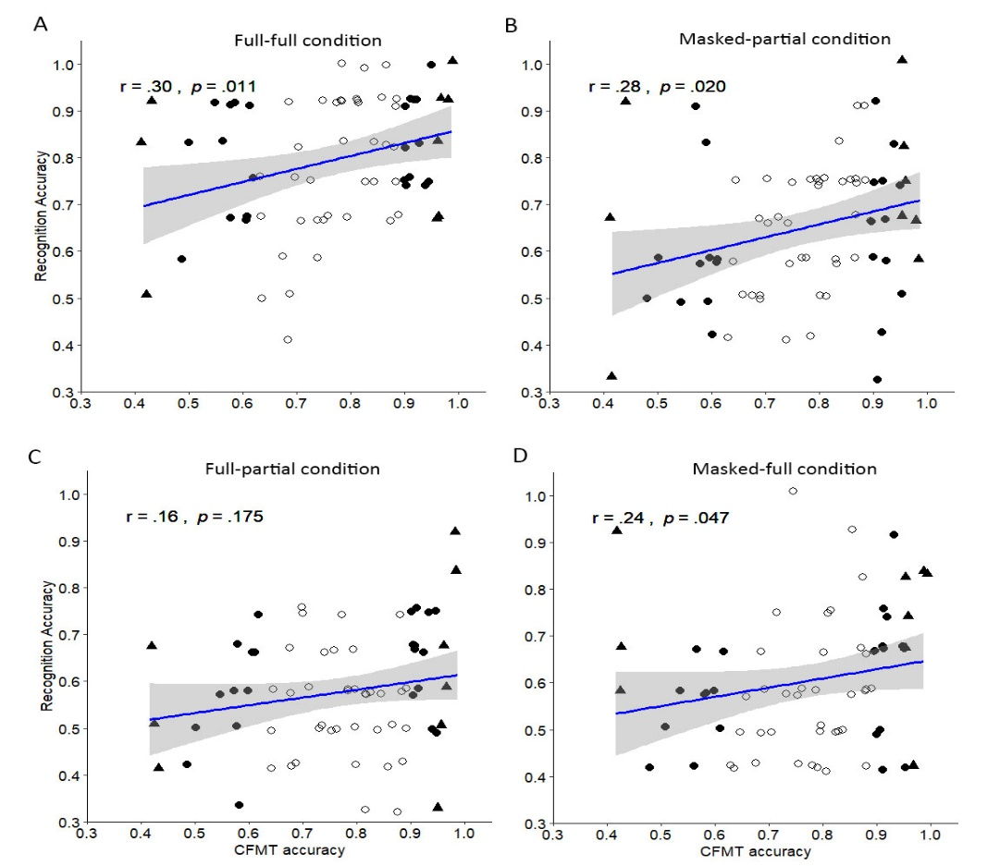 A
Full-full condition
r = .30 , p = .011
Recognition Accuracy
1.0
0.9
0.8
0.7
0.6
0.5
0.4
0.3
0.3 0.4 0.5 0.6 0.7 0.8 0.9 1.0
B
Masked-partial condition
r = .28 , p = .020
1.0
0.9
0.8
0.7
0.6
0.5
0.4
0.3
0.3 0.4 0.5 0.6 0.7 0.8 0.9 1.0
C
Full-partial condition
r = .16 , p = .175
Recognition Accuracy
1.0
0.9
0.8
0.7
0.6
0.5
0.4
0.3
0.3 0.4 0.5 0.6 0.7 0.8 0.9 1.0
CFMT accuracy
D
Masked-full condition
r = .24 , p = .047
1.0
0.9
0.8
0.7
0.6
0.5
0.4
0.3
0.3 0.4 0.5 0.6 0.7 0.8 0.9 1.0
CFMT accuracy